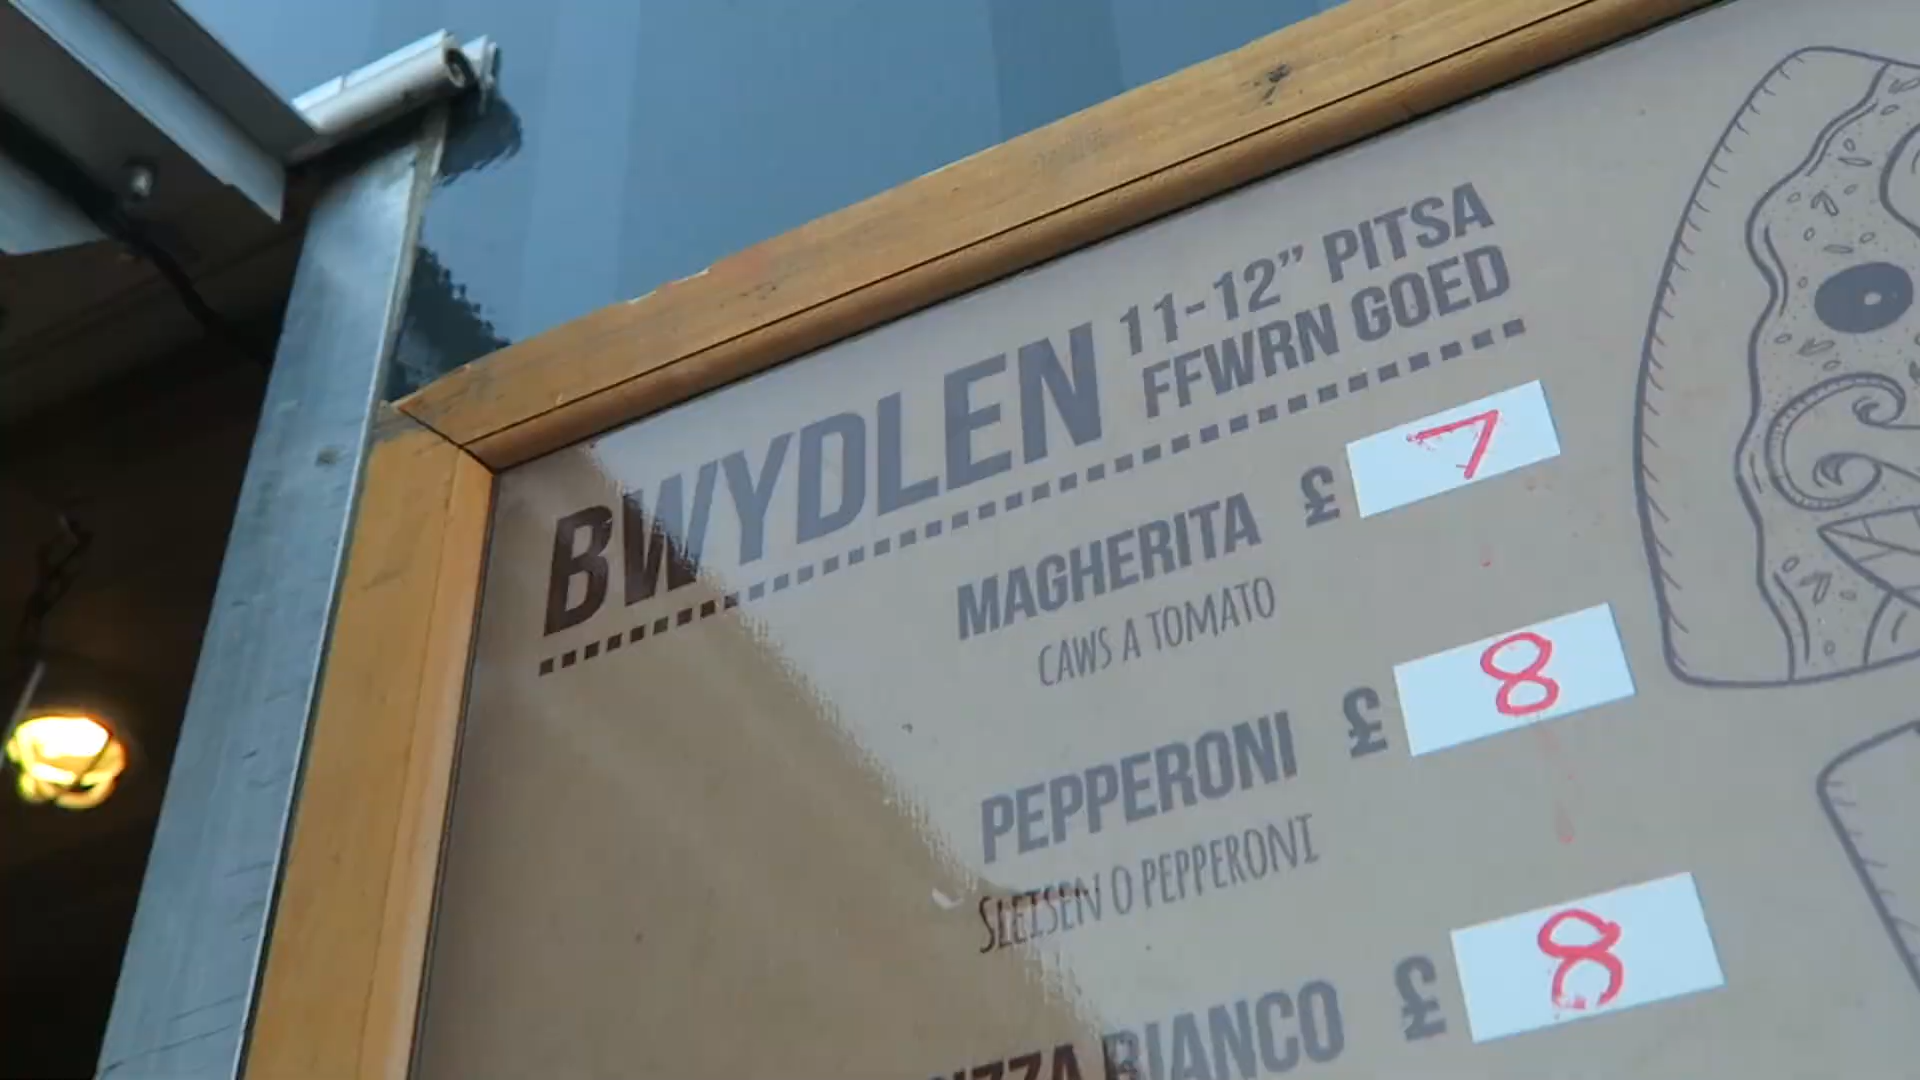 BWYDLEN 11-12" PITSA
FFWRN GOED
MAGHERITA £ 7
CAWS A TOMATO
PEPPERONI £ 8
SLEISEN O PEPPERONI
PIZZA BIANCO £ 8